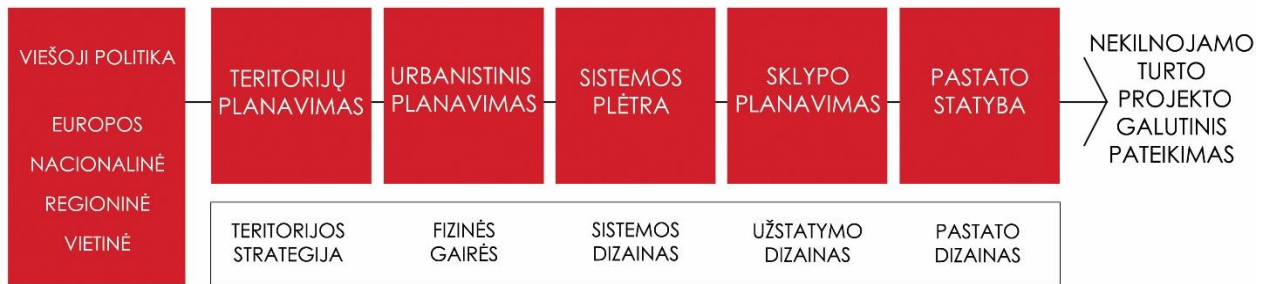 VIEŠOJI POLITIKA
EUROPOS
NACIONALINĖ
REGIONINĖ
VIETINĖ
TERITORIJŲ
PLANAVIMAS
URBANISTINIS
PLANAVIMAS
SISTEMOS
PLĖTRA
SKLYPO
PLANAVIMAS
PASTATO
STATYBA
NEKILNOJAMO
TURTO
PROJEKTO
GALUTINIS
PATEIKIMAS
TERITORIJOS
STRATEGIJA
FIZINĖS
GAIRĖS
SISTEMOS
DIZAINAS
UŽSTATYMO
DIZAINAS
PASTATO
DIZAINAS